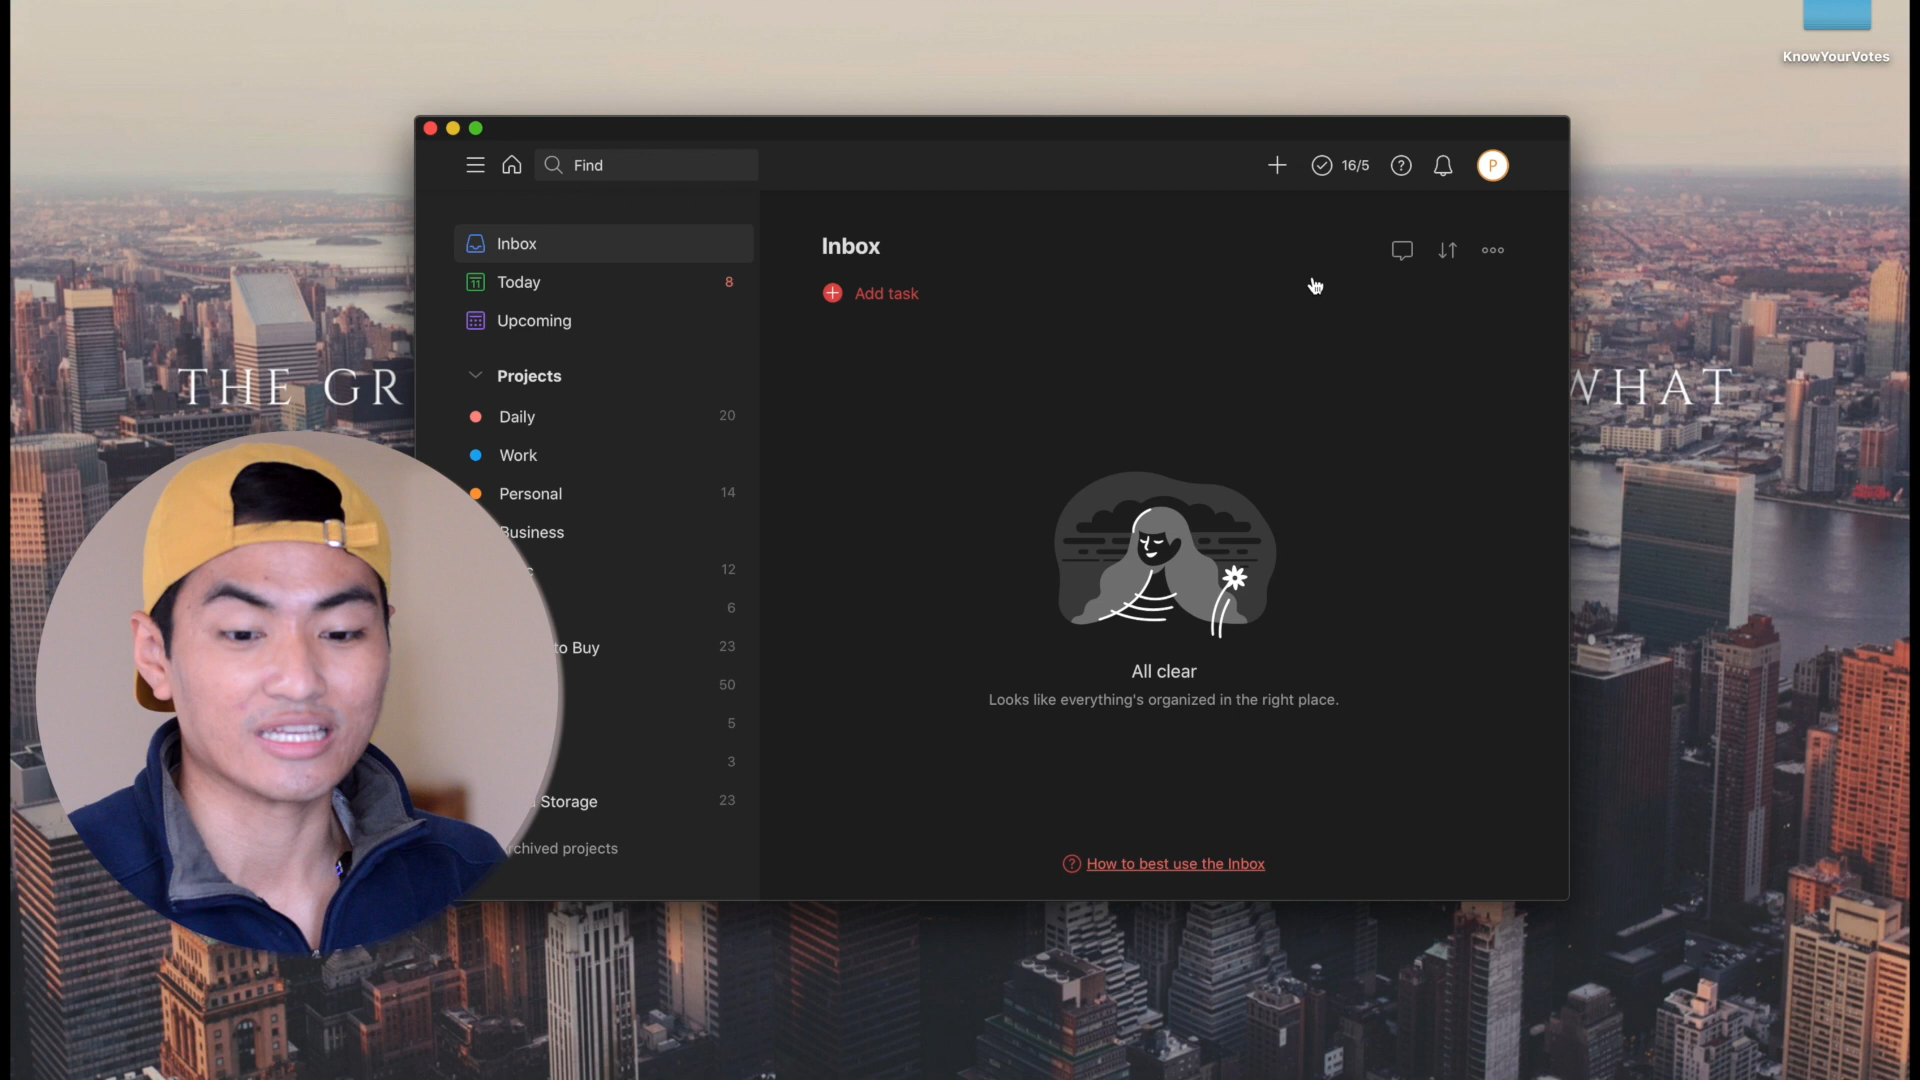 KnowYourVotes
Find
16/5
P
Inbox
11 Today 8
Upcoming
Projects
Daily 20
Work
Personal 14
Business
12
6
to Buy 23
50
5
3
Storage 23
Archived projects
Inbox
Add task
All clear
Looks like everything's organized in the right place.
How to best use the Inbox
THE GR
WHAT